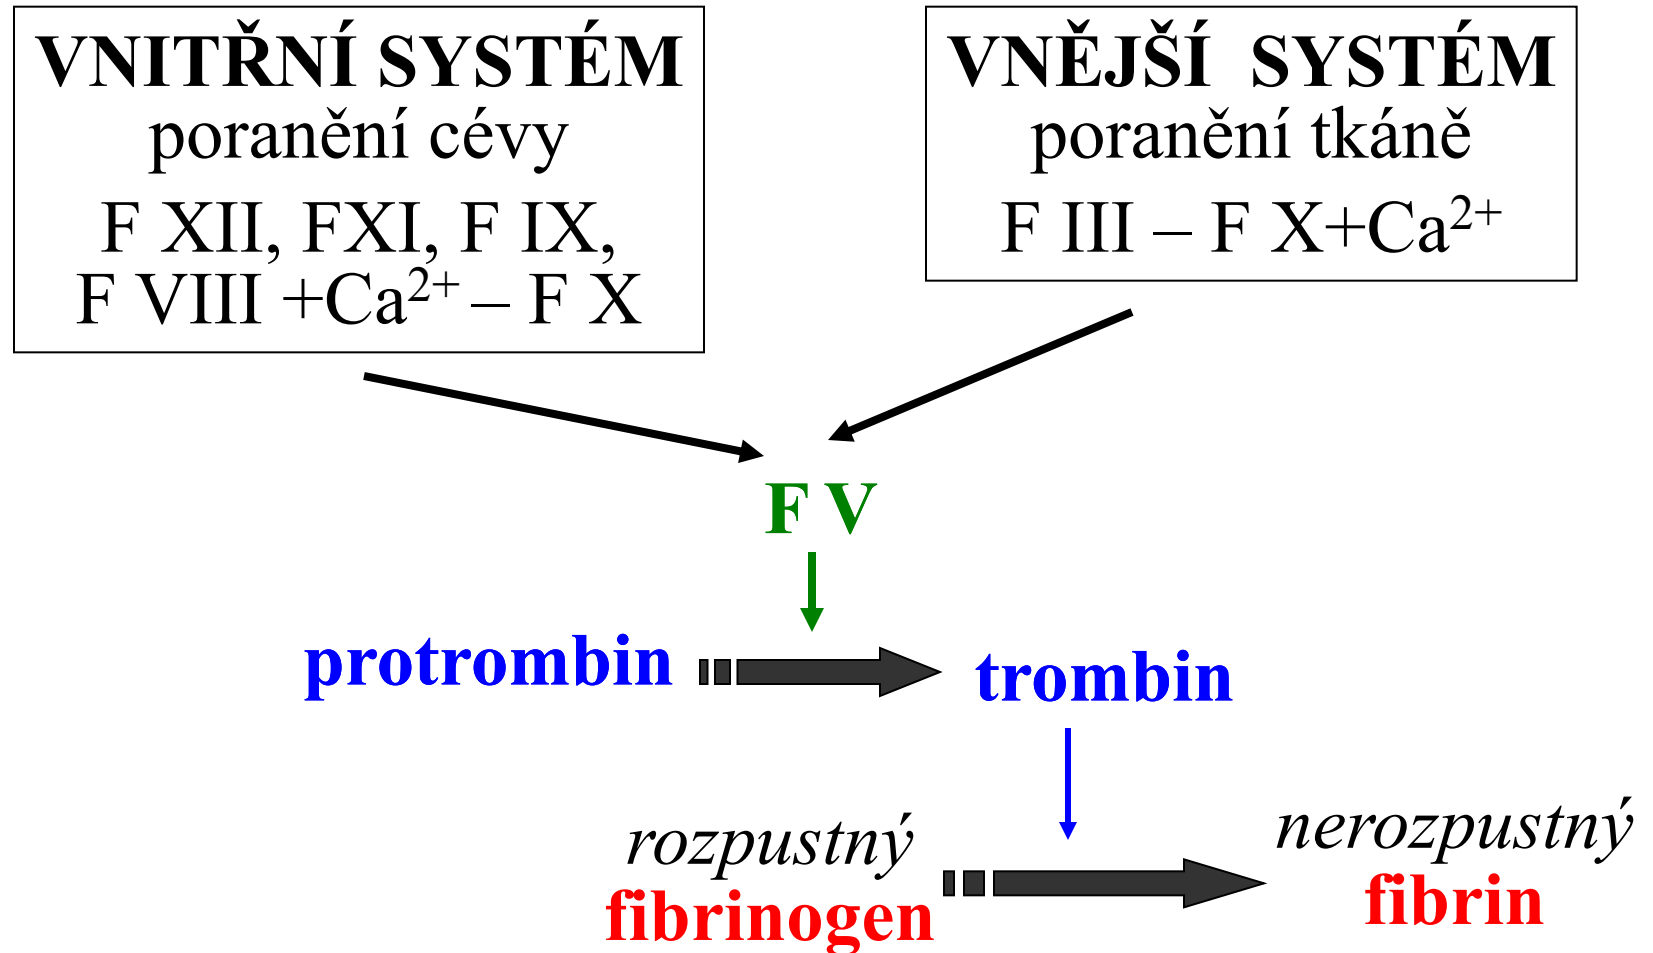 VNITŘNÍ SYSTÉM
poranění cévy
F XII, FXI, F IX,
F VIII +Ca²⁺ – F X
VNĚJŠÍ SYSTÉM
poranění tkáně
F III – F X+Ca²⁺
F V
protrombin
trombin
rozpustný
fibrinogen
nerozpustný
fibrin